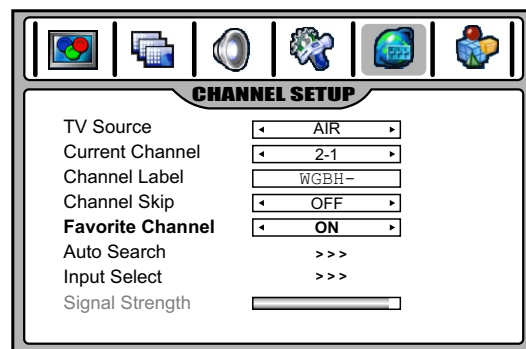 CHANNEL SETUP
TV Source ◂ AIR ▸
Current Channel ◂ 2-1 ▸
Channel Label WGBH-
Channel Skip ◂ OFF ▸
Favorite Channel ◂ ON ▸
Auto Search >>>
Input Select >>>
Signal Strength